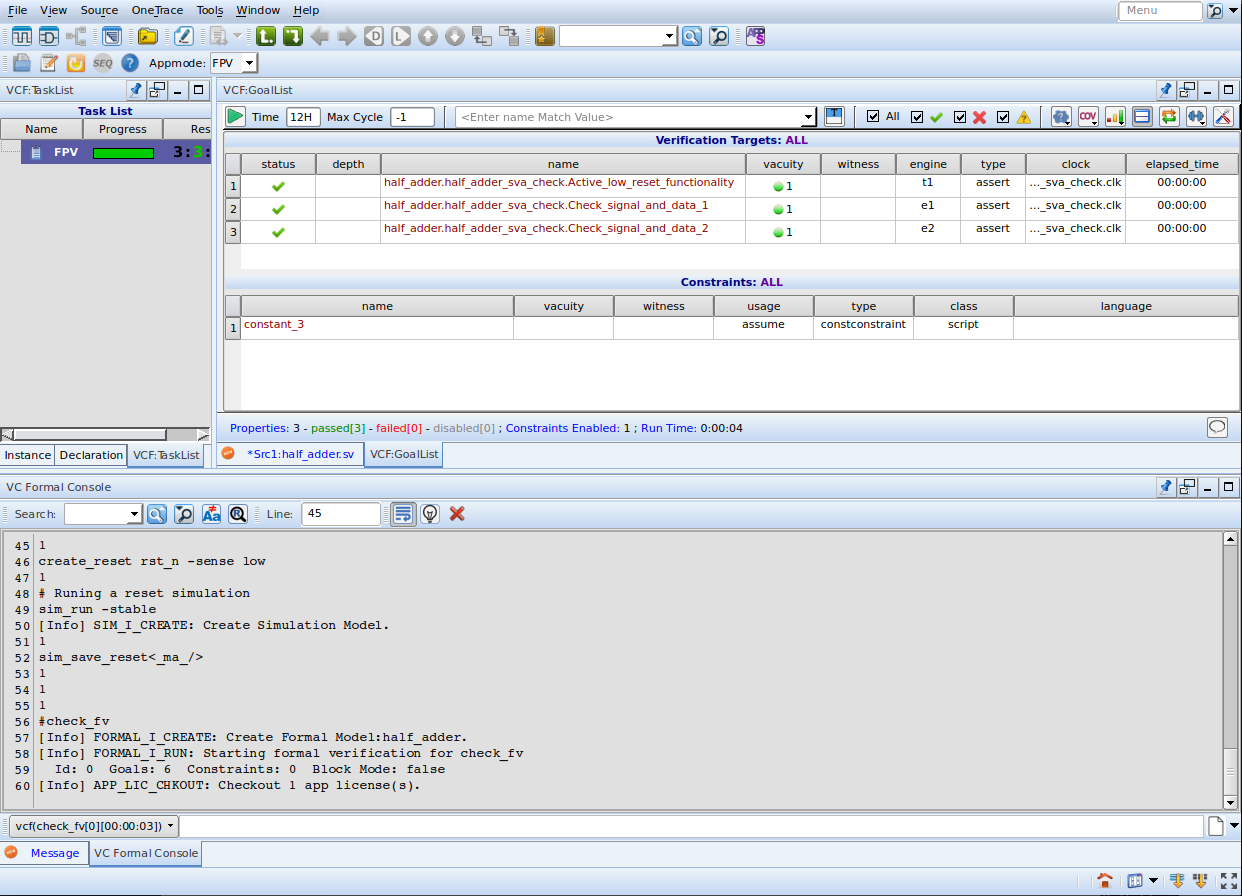 File View Source OneTrace Tools Window Help Menu
SEQ Appmode: FPV
VCF:TaskList
Task List
Name Progress Res
FPV 3:3:
Instance Declaration VCF:TaskList
VCF:GoalList
Time 12H Max Cycle -1 <Enter name Match Value> All COV
Verification Targets: ALL
status depth name vacuity witness engine type clock elapsed_time
1 half_adder.half_adder_sva_check.Active_low_reset_functionality 1 t1 assert ..._sva_check.clk 00:00:00
2 half_adder.half_adder_sva_check.Check_signal_and_data_1 1 e1 assert ..._sva_check.clk 00:00:00
3 half_adder.half_adder_sva_check.Check_signal_and_data_2 1 e2 assert ..._sva_check.clk 00:00:00
Constraints: ALL
name vacuity witness usage type class language
1 constant_3 assume constconstraint script
Properties: 3 - passed[3] - failed[0] - disabled[0] ; Constraints Enabled: 1 ; Run Time: 0:00:04
*Src1:half_adder.sv VCF:GoalList
VC Formal Console
Search: Line: 45
45 1
46 create_reset rst_n -sense low
47 1
48 # Runing a reset simulation
49 sim_run -stable
50 [Info] SIM_I_CREATE: Create Simulation Model.
51 1
52 sim_save_reset<_ma_/>
53 1
54 1
55 1
56 #check_fv
57 [Info] FORMAL_I_CREATE: Create Formal Model:half_adder.
58 [Info] FORMAL_I_RUN: Starting formal verification for check_fv
59 Id: 0 Goals: 6 Constraints: 0 Block Mode: false
60 [Info] APP_LIC_CHKOUT: Checkout 1 app license(s).
vcf(check_fv[0][00:00:03])
Message VC Formal Console